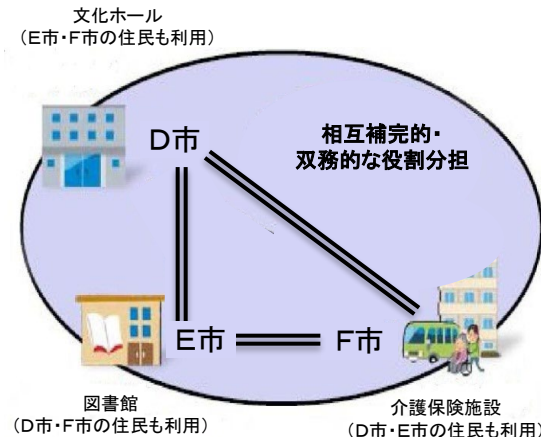 文化ホール
（E市・F市の住民も利用）
D市
相互補完的・
双務的な役割分担
E市
F市
図書館
（D市・F市の住民も利用）
介護保険施設
（D市・E市の住民も利用）